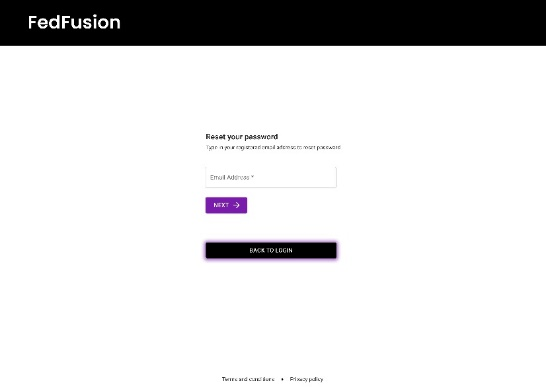 FedFusion
Reset your password
Type in your registered email address to reset password
Email Address *
NEXT
BACK TO LOGIN
Terms and conditions • Privacy policy